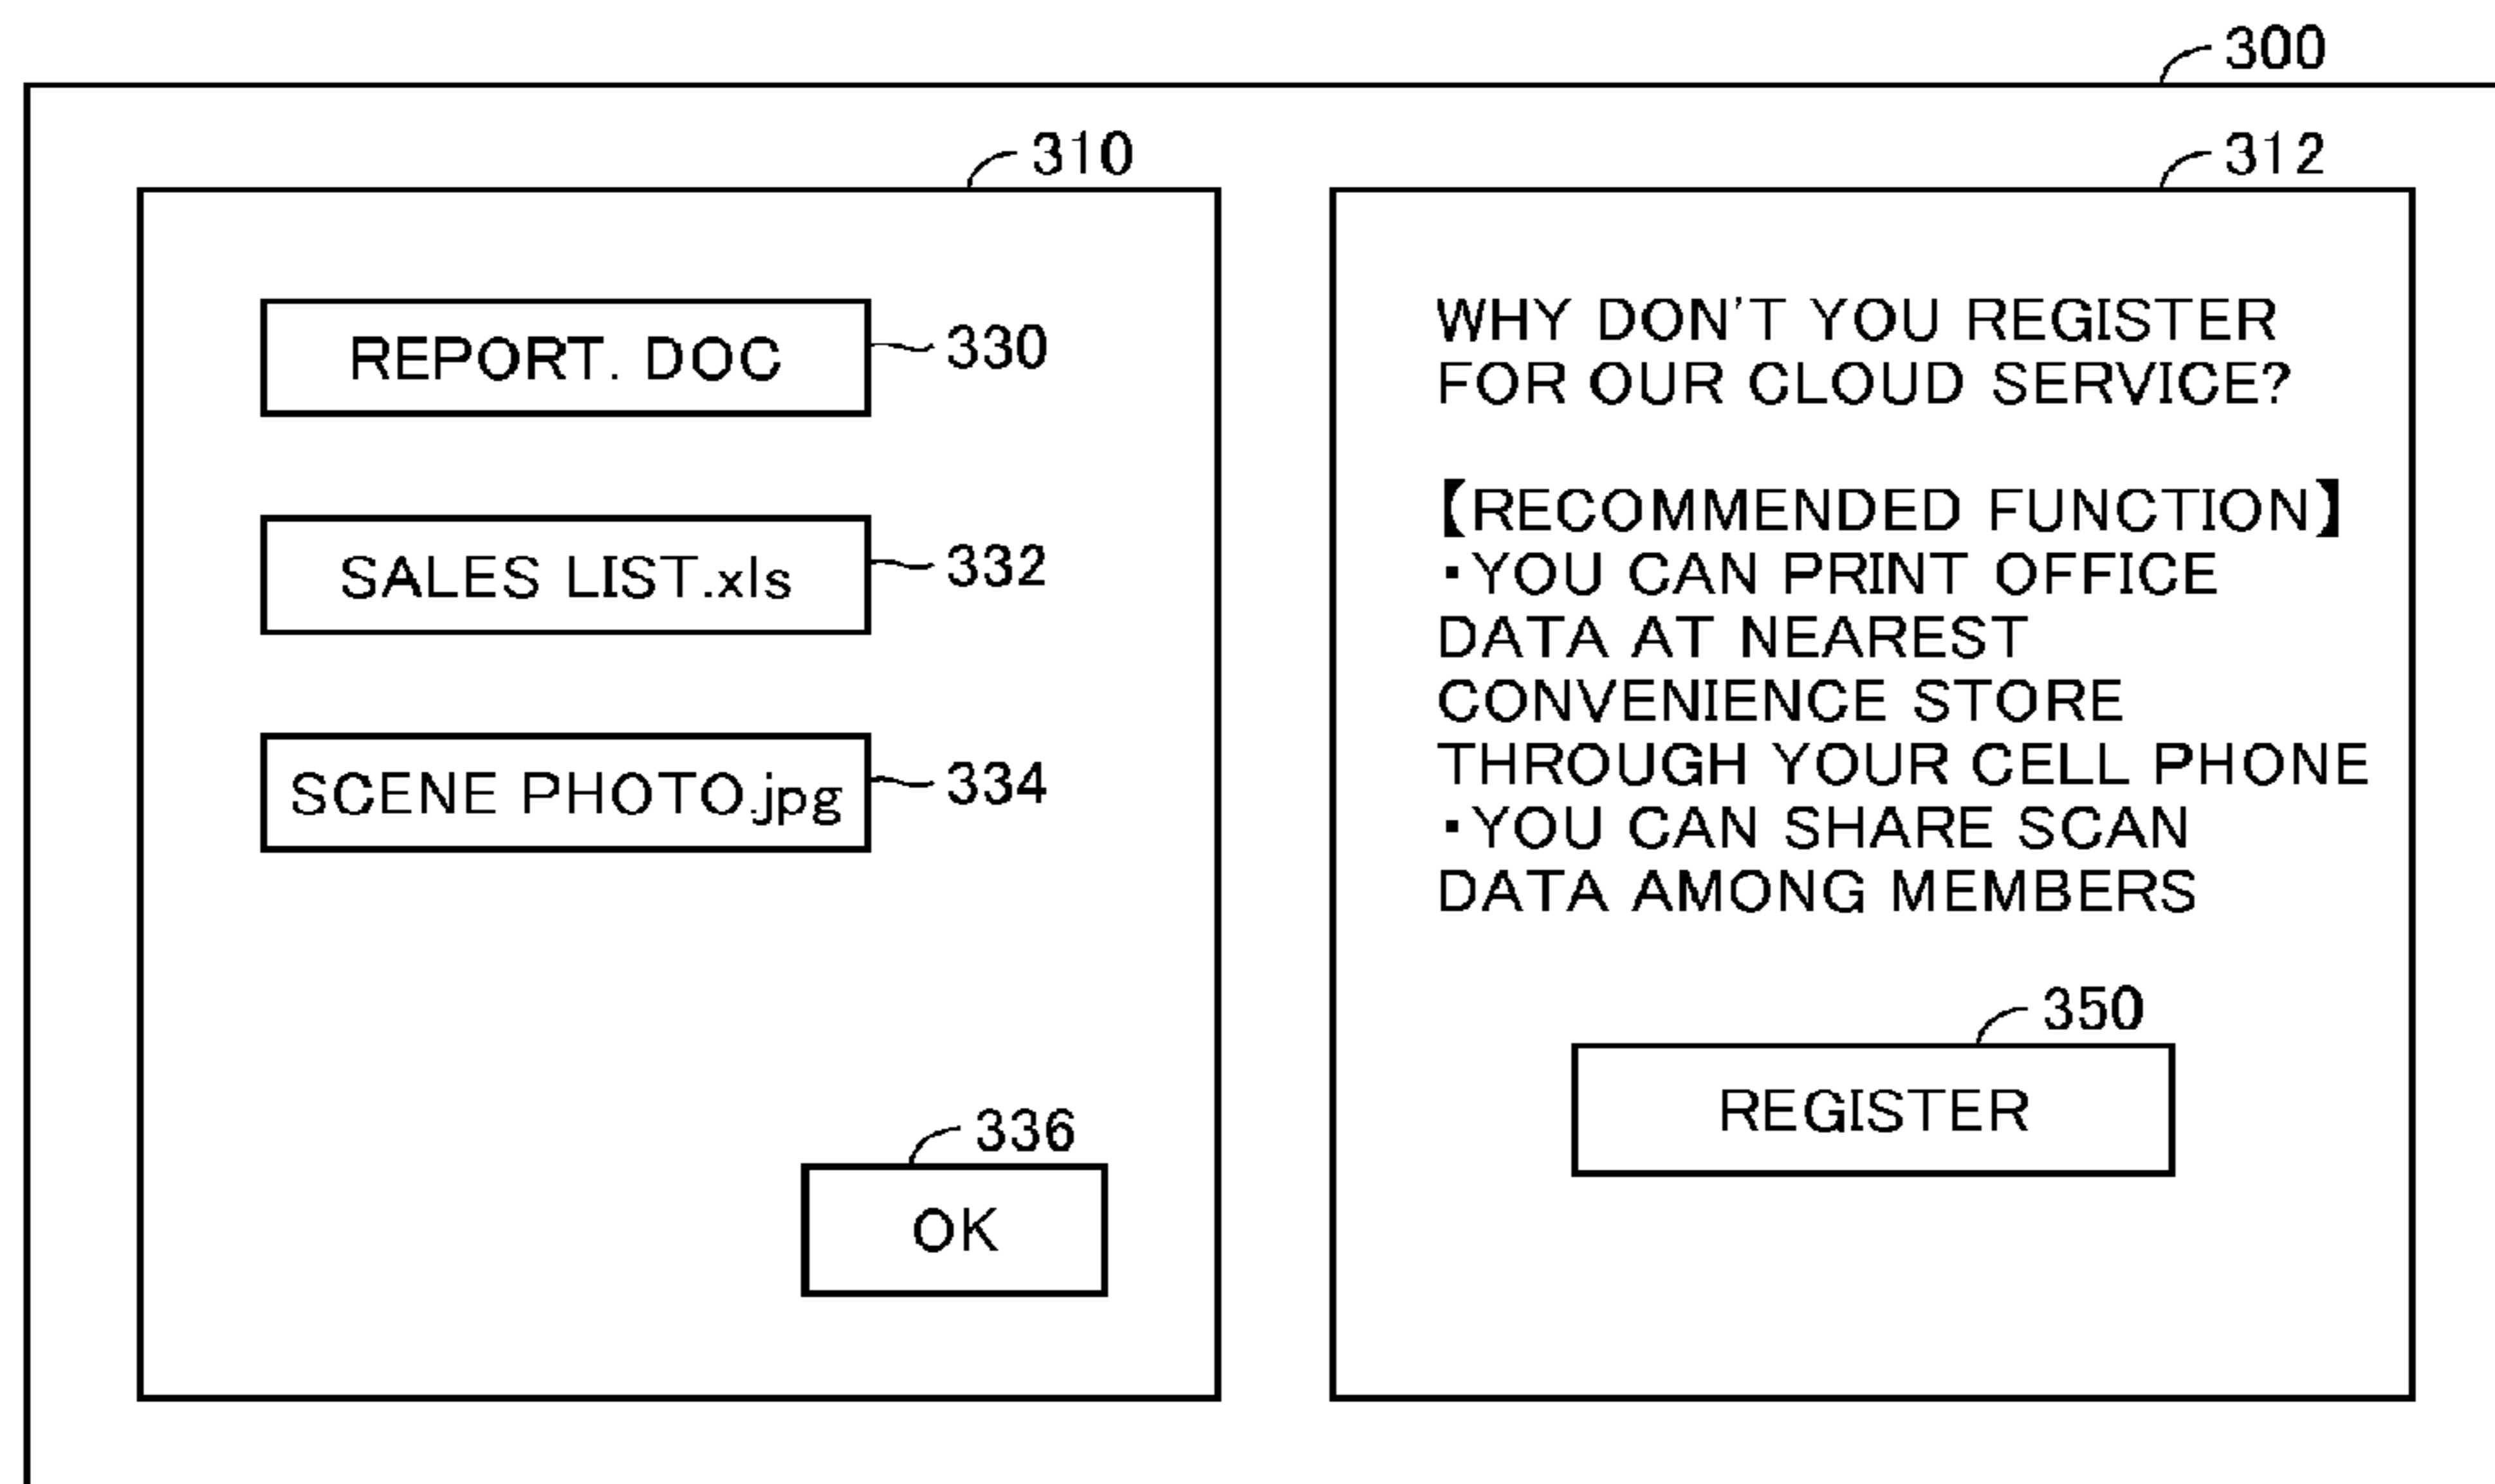 300
310
REPORT. DOC
330
SALES LIST.xls
332
SCENE PHOTO.jpg
334
336
OK
312
WHY DON'T YOU REGISTER
FOR OUR CLOUD SERVICE?
【RECOMMENDED FUNCTION】
・YOU CAN PRINT OFFICE
DATA AT NEAREST
CONVENIENCE STORE
THROUGH YOUR CELL PHONE
・YOU CAN SHARE SCAN
DATA AMONG MEMBERS
350
REGISTER